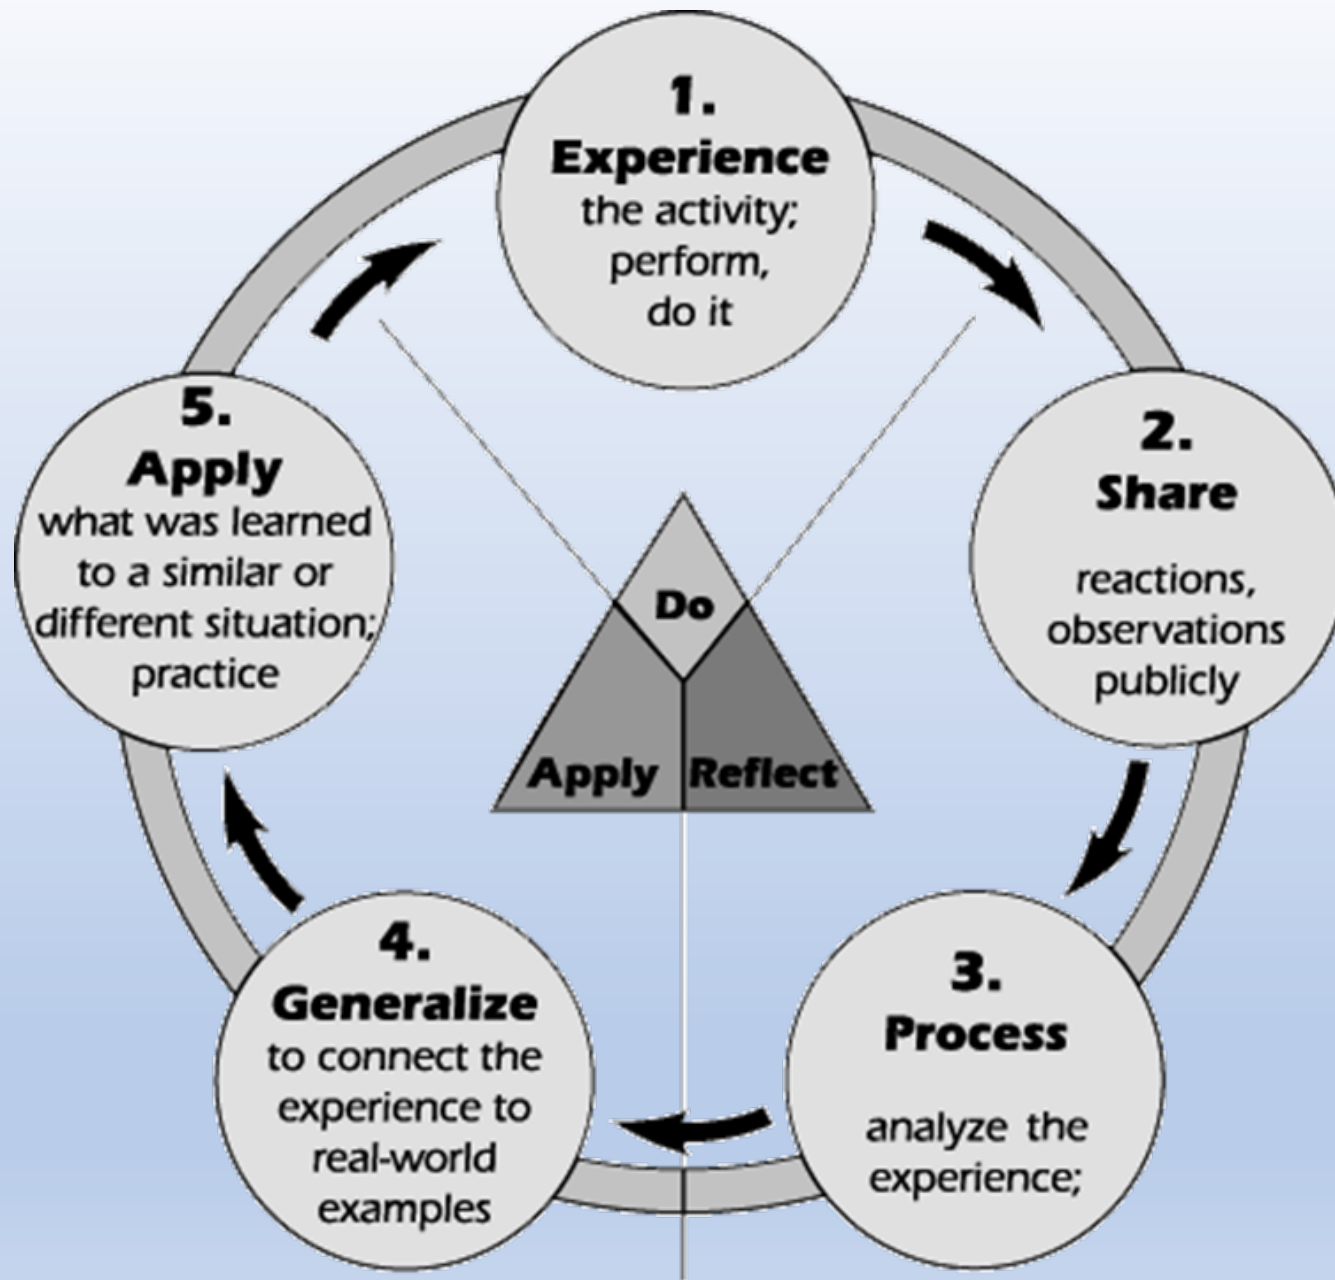 1.
Experience
the activity;
perform,
do it
2.
Share
reactions,
observations
publicly
3.
Process
analyze the
experience;
4.
Generalize
to connect the
experience to
real-world
examples
5.
Apply
what was learned
to a similar or
different situation;
practice
Do
Apply
Reflect